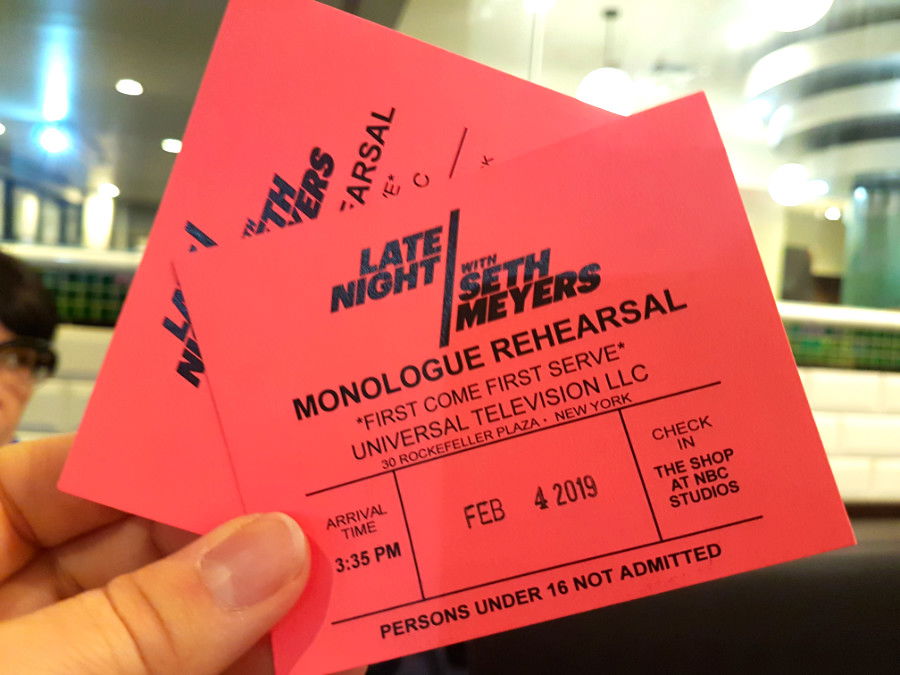 LATE NIGHT
WITH
SETH
MEYERS
MONOLOGUE REHEARSAL
*FIRST COME FIRST SERVE*
UNIVERSAL TELEVISION LLC
30 ROCKEFELLER PLAZA · NEW YORK
ARRIVAL
TIME
3:35 PM
FEB 4 2019
CHECK
IN
THE SHOP
AT NBC
STUDIOS
PERSONS UNDER 16 NOT ADMITTED